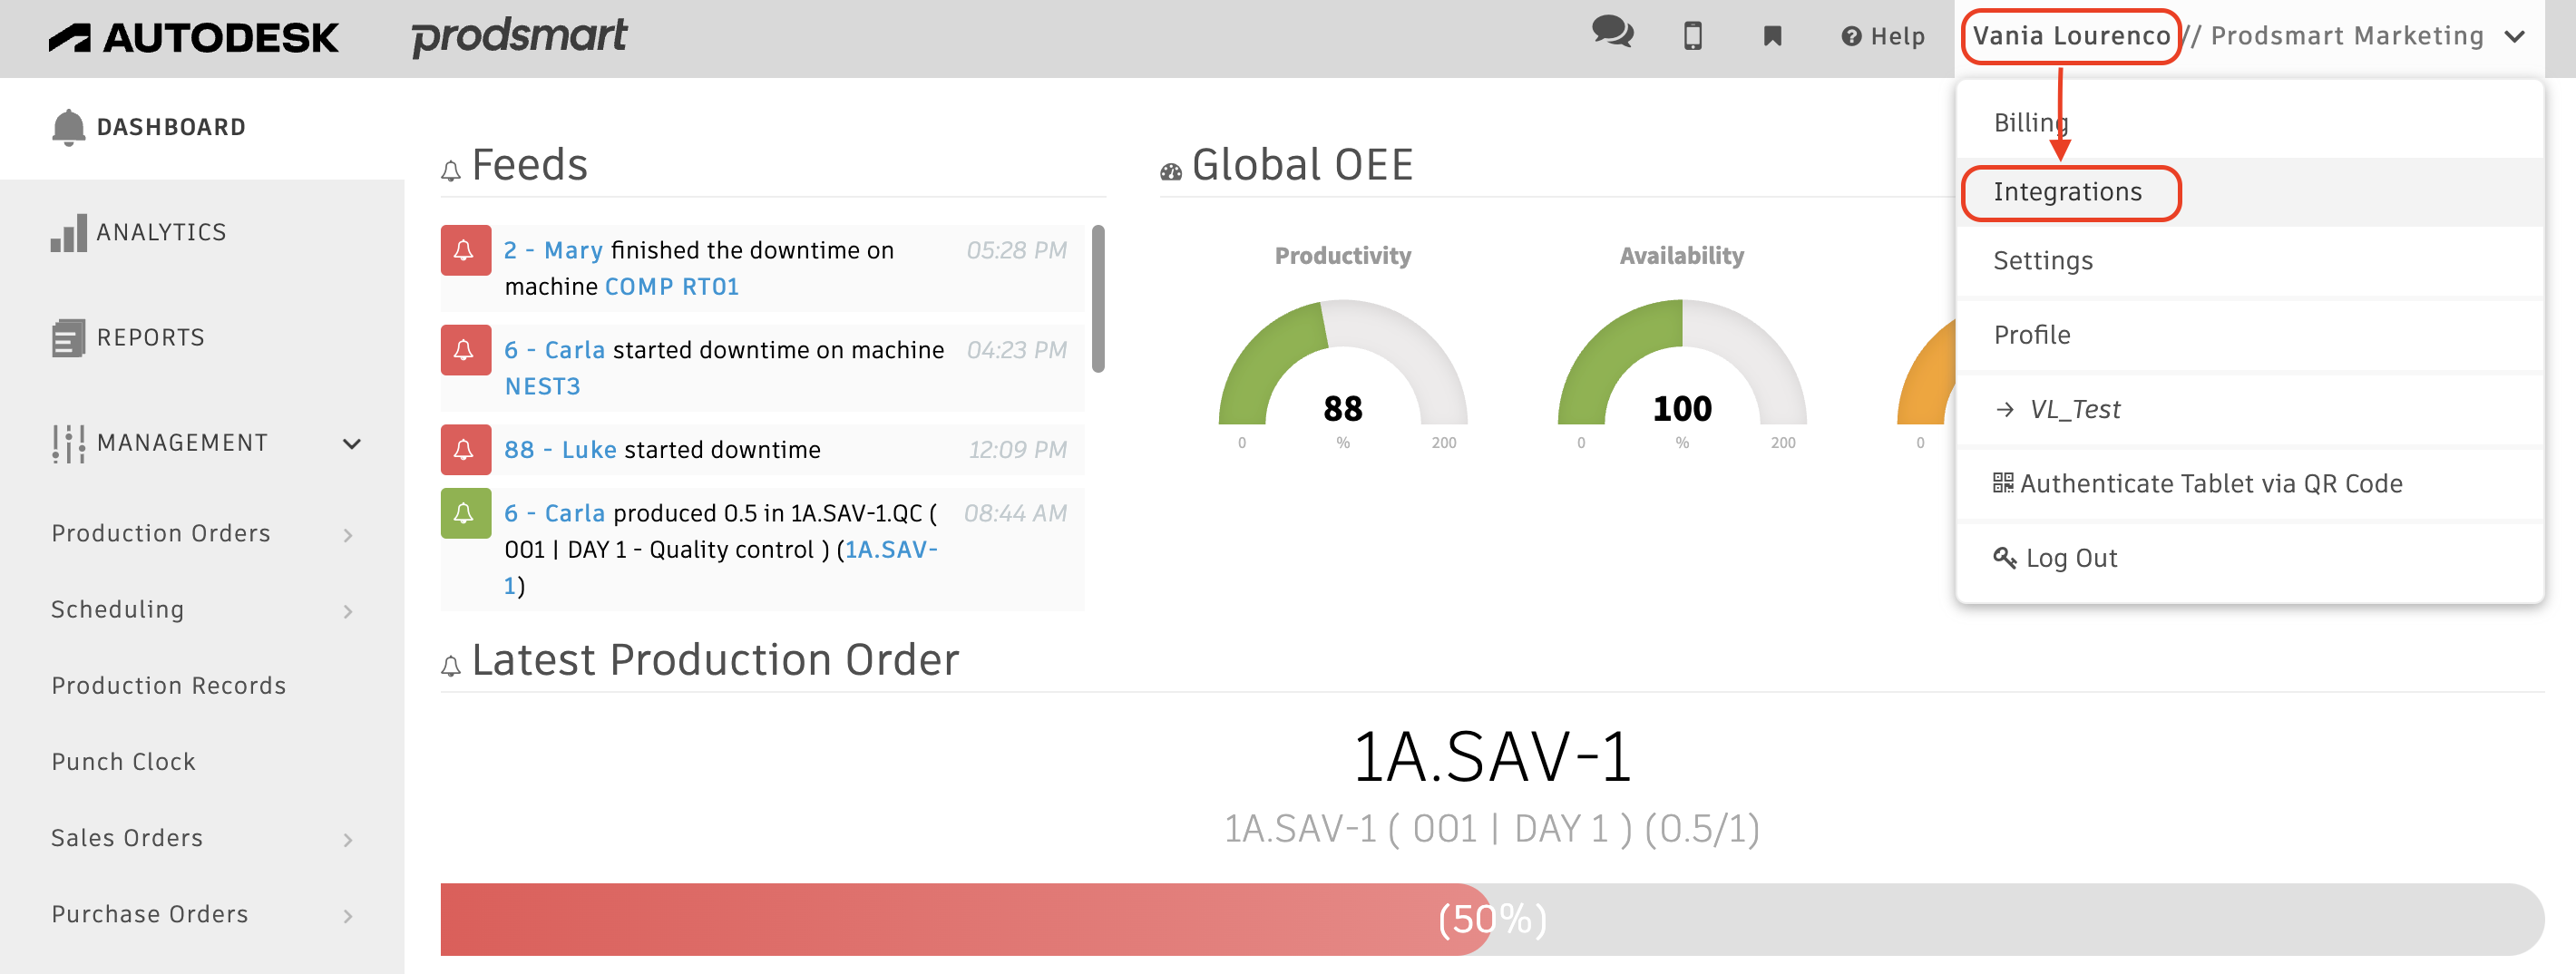 AUTODESK prodsmart Help Vania Lourenco // Prodsmart Marketing
DASHBOARD
ANALYTICS
REPORTS
MANAGEMENT
Production Orders
Scheduling
Production Records
Punch Clock
Sales Orders
Purchase Orders
Feeds
2 - Mary finished the downtime on 05:28 PM
machine COMP RT01
6 - Carla started downtime on machine 04:23 PM
NEST3
88 - Luke started downtime 12:09 PM
6 - Carla produced 0.5 in 1A.SAV-1.QC ( 08:44 AM
001 | DAY 1 - Quality control ) (1A.SAV-
1)
Global OEE
Productivity
88
0 % 200
Availability
100
0 % 200
0
Billing
Integrations
Settings
Profile
→ VL_Test
Authenticate Tablet via QR Code
Log Out
Latest Production Order
1A.SAV-1
1A.SAV-1 ( 001 | DAY 1 ) (0.5/1)
(50%)